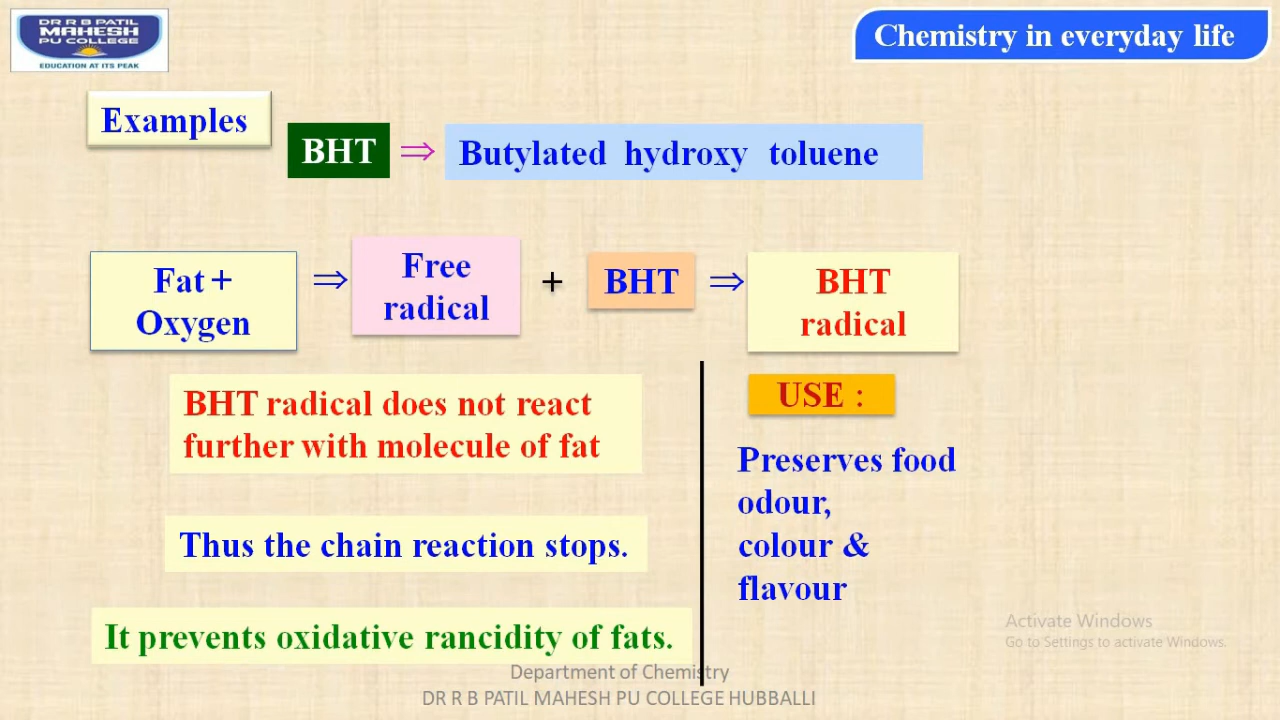 DR R B PATIL
MAHESH
PU COLLEGE
EDUCATION AT ITS PEAK
Chemistry in everyday life
Examples
BHT ⇒ Butylated hydroxy toluene
Fat +
Oxygen
⇒
Free
radical
+
BHT
⇒
BHT
radical
BHT radical does not react
further with molecule of fat
Thus the chain reaction stops.
It prevents oxidative rancidity of fats.
USE :
Preserves food
odour,
colour &
flavour
Activate Windows
Go to Settings to activate Windows.
Department of Chemistry
DR R B PATIL MAHESH PU COLLEGE HUBBALLI